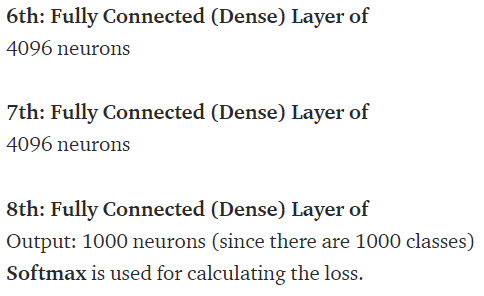 6th: Fully Connected (Dense) Layer of
4096 neurons
7th: Fully Connected (Dense) Layer of
4096 neurons
8th: Fully Connected (Dense) Layer of
Output: 1000 neurons (since there are 1000 classes)
Softmax is used for calculating the loss.